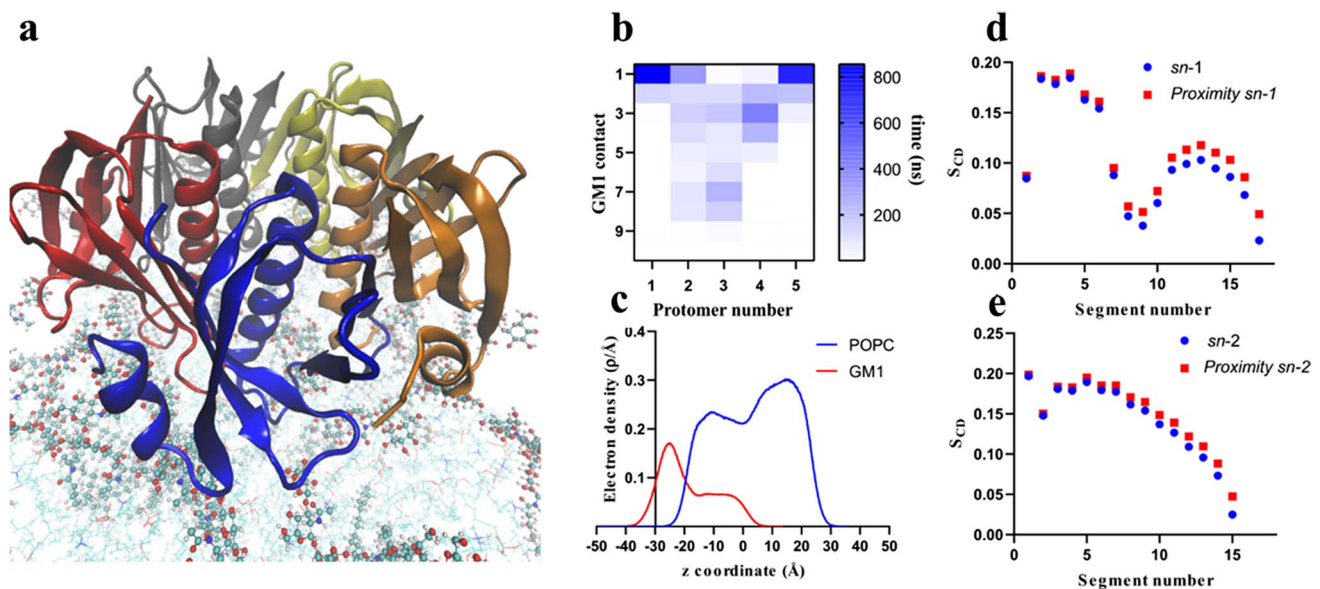 a
b
1
3
5
7
9
GM1 contact
1 2 3 4 5
Protomer number
800
600
400
200
time (ns)
c
0.4
0.3
0.2
0.1
Electron density (ρ/Å)
POPC
GM1
-50 -40 -30 -20 -10 0 10 20 30 40 50
z coordinate (Å)
d
sn-1
Proximity sn-1
0.20
0.15
0.10
0.05
0.00
SCD
0 5 10 15
Segment number
e
sn-2
Proximity sn-2
0.25
0.20
0.15
0.10
0.05
0.00
SCD
0 5 10 15
Segment number